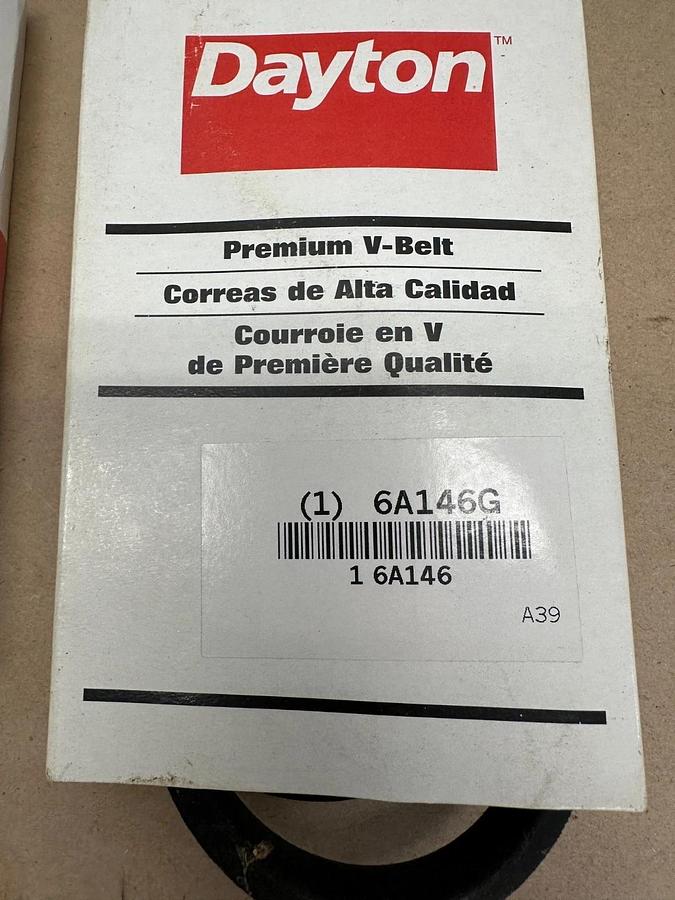 Dayton™
Premium V-Belt
Correas de Alta Calidad
Courroie en V
de Première Qualité
(1) 6A146G
1 6A146
A39